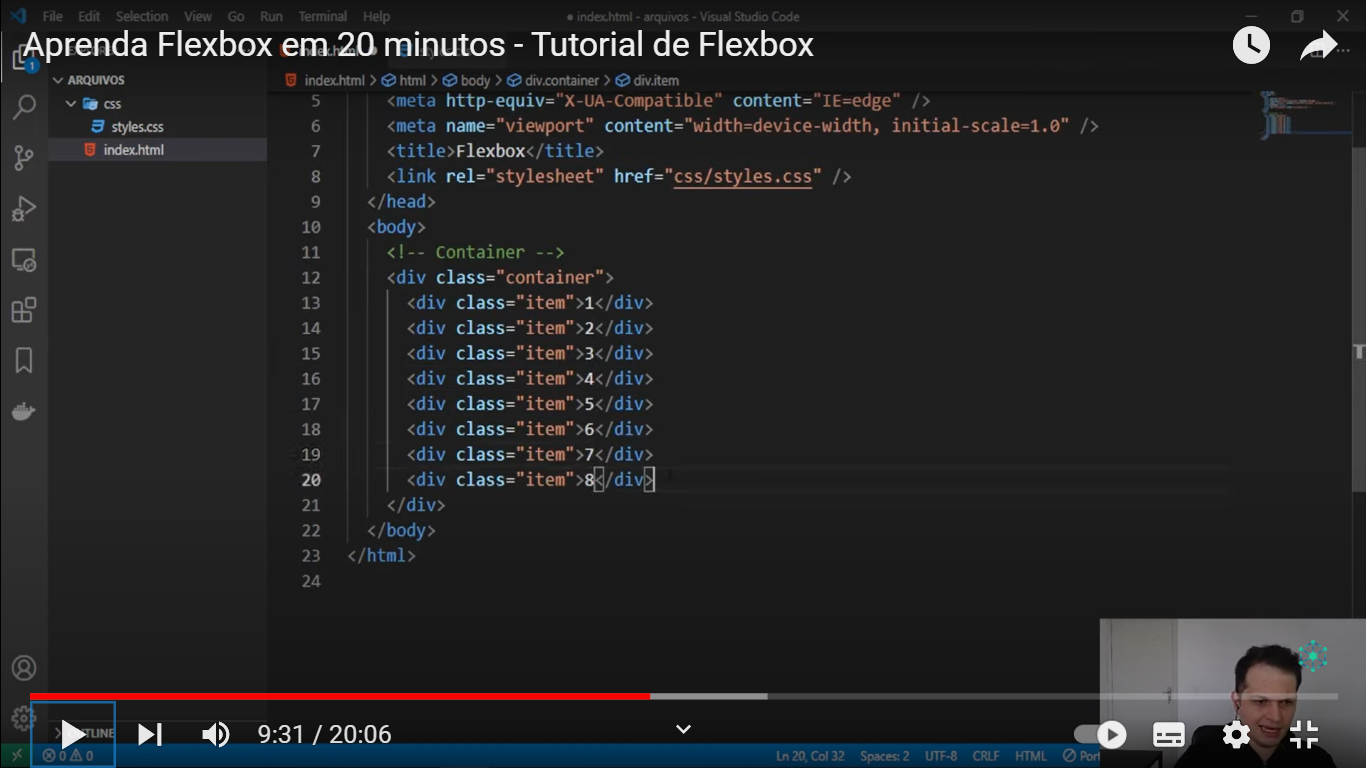 File Edit Selection View Go Run Terminal Help
● index.html - arquivos - Visual Studio Code
Aprenda Flexbox em 20 minutos - Tutorial de Flexbox
1
ARQUIVOS
css
styles.css
index.html
index.html > html > body > div.container > div.item
5 <meta http-equiv="X-UA-Compatible" content="IE=edge" />
6 <meta name="viewport" content="width=device-width, initial-scale=1.0" />
7 <title>Flexbox</title>
8 <link rel="stylesheet" href="css/styles.css" />
9 </head>
10 <body>
11 <!-- Container -->
12 <div class="container">
13 <div class="item">1</div>
14 <div class="item">2</div>
15 <div class="item">3</div>
16 <div class="item">4</div>
17 <div class="item">5</div>
18 <div class="item">6</div>
19 <div class="item">7</div>
20 <div class="item">8</div>
21 </div>
22 </body>
23 </html>
24
9:31 / 20:06
0 0
Ln 20, Col 32 Spaces: 2 UTF-8 CRLF HTML